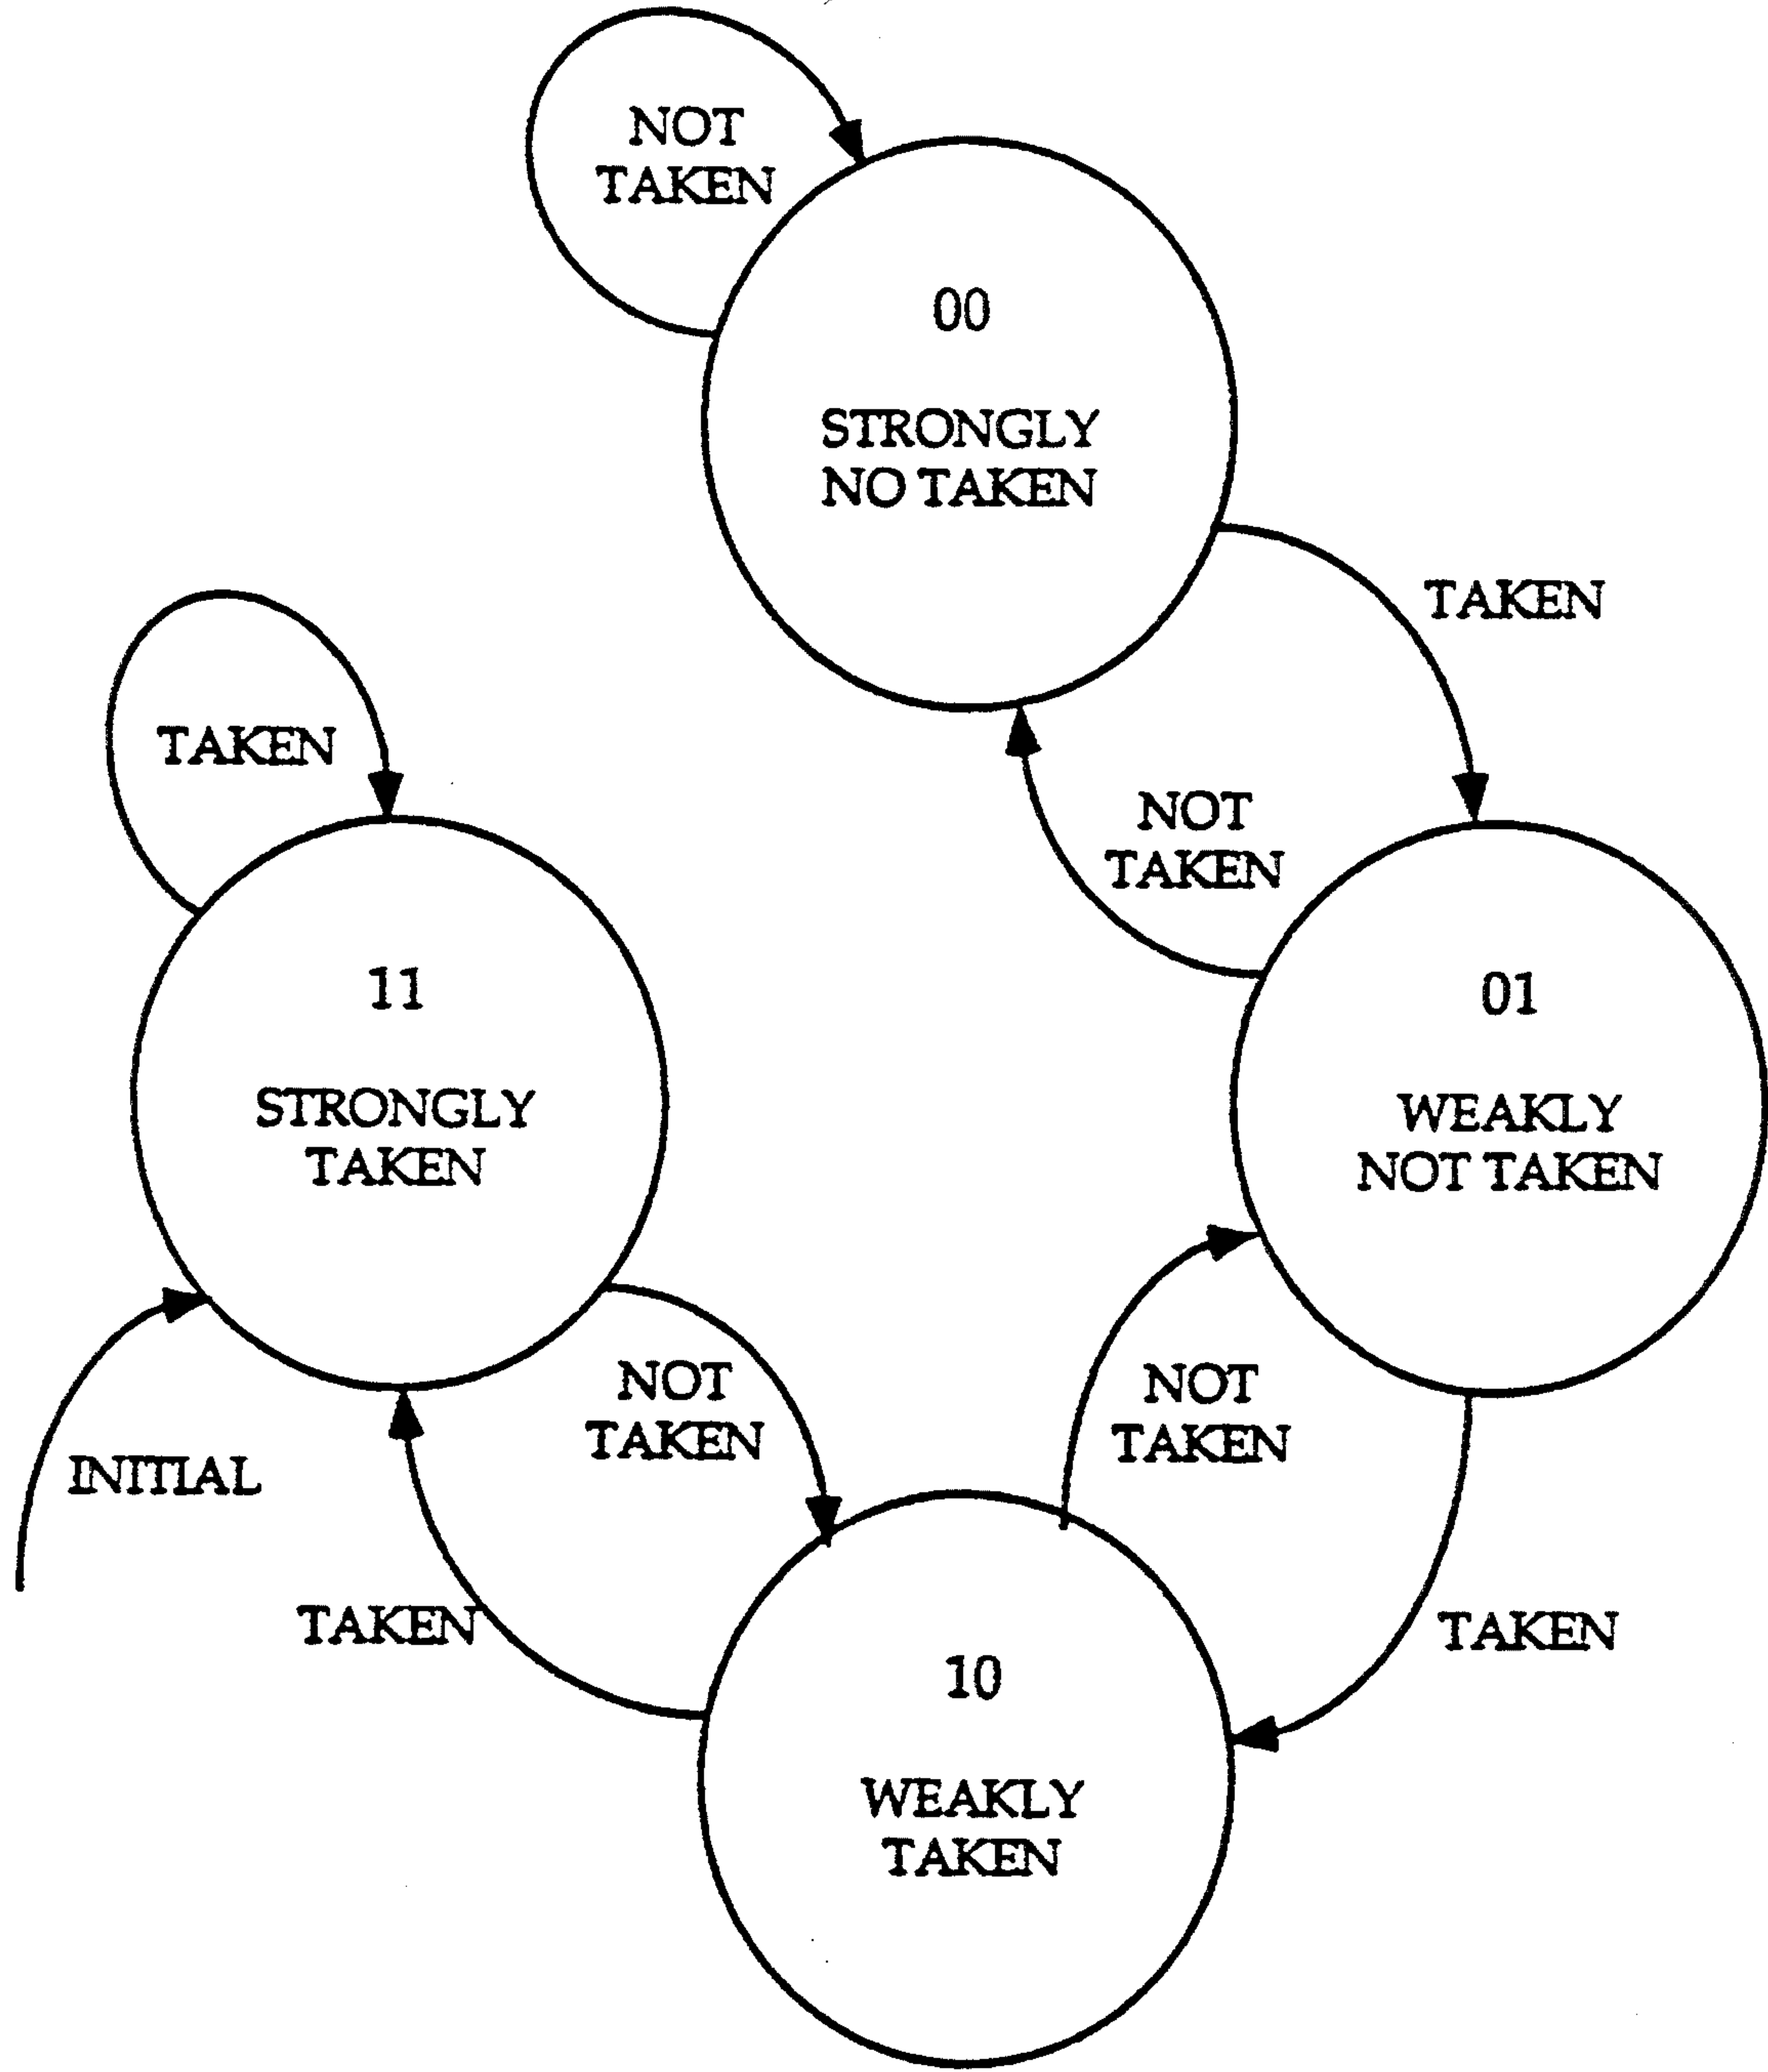 NOT
TAKEN
00
STRONGLY
NO TAKEN
TAKEN
TAKEN
NOT
TAKEN
11
STRONGLY
TAKEN
01
WEAKLY
NOT TAKEN
NOT
TAKEN
NOT
TAKEN
INITIAL
TAKEN
TAKEN
10
WEAKLY
TAKEN